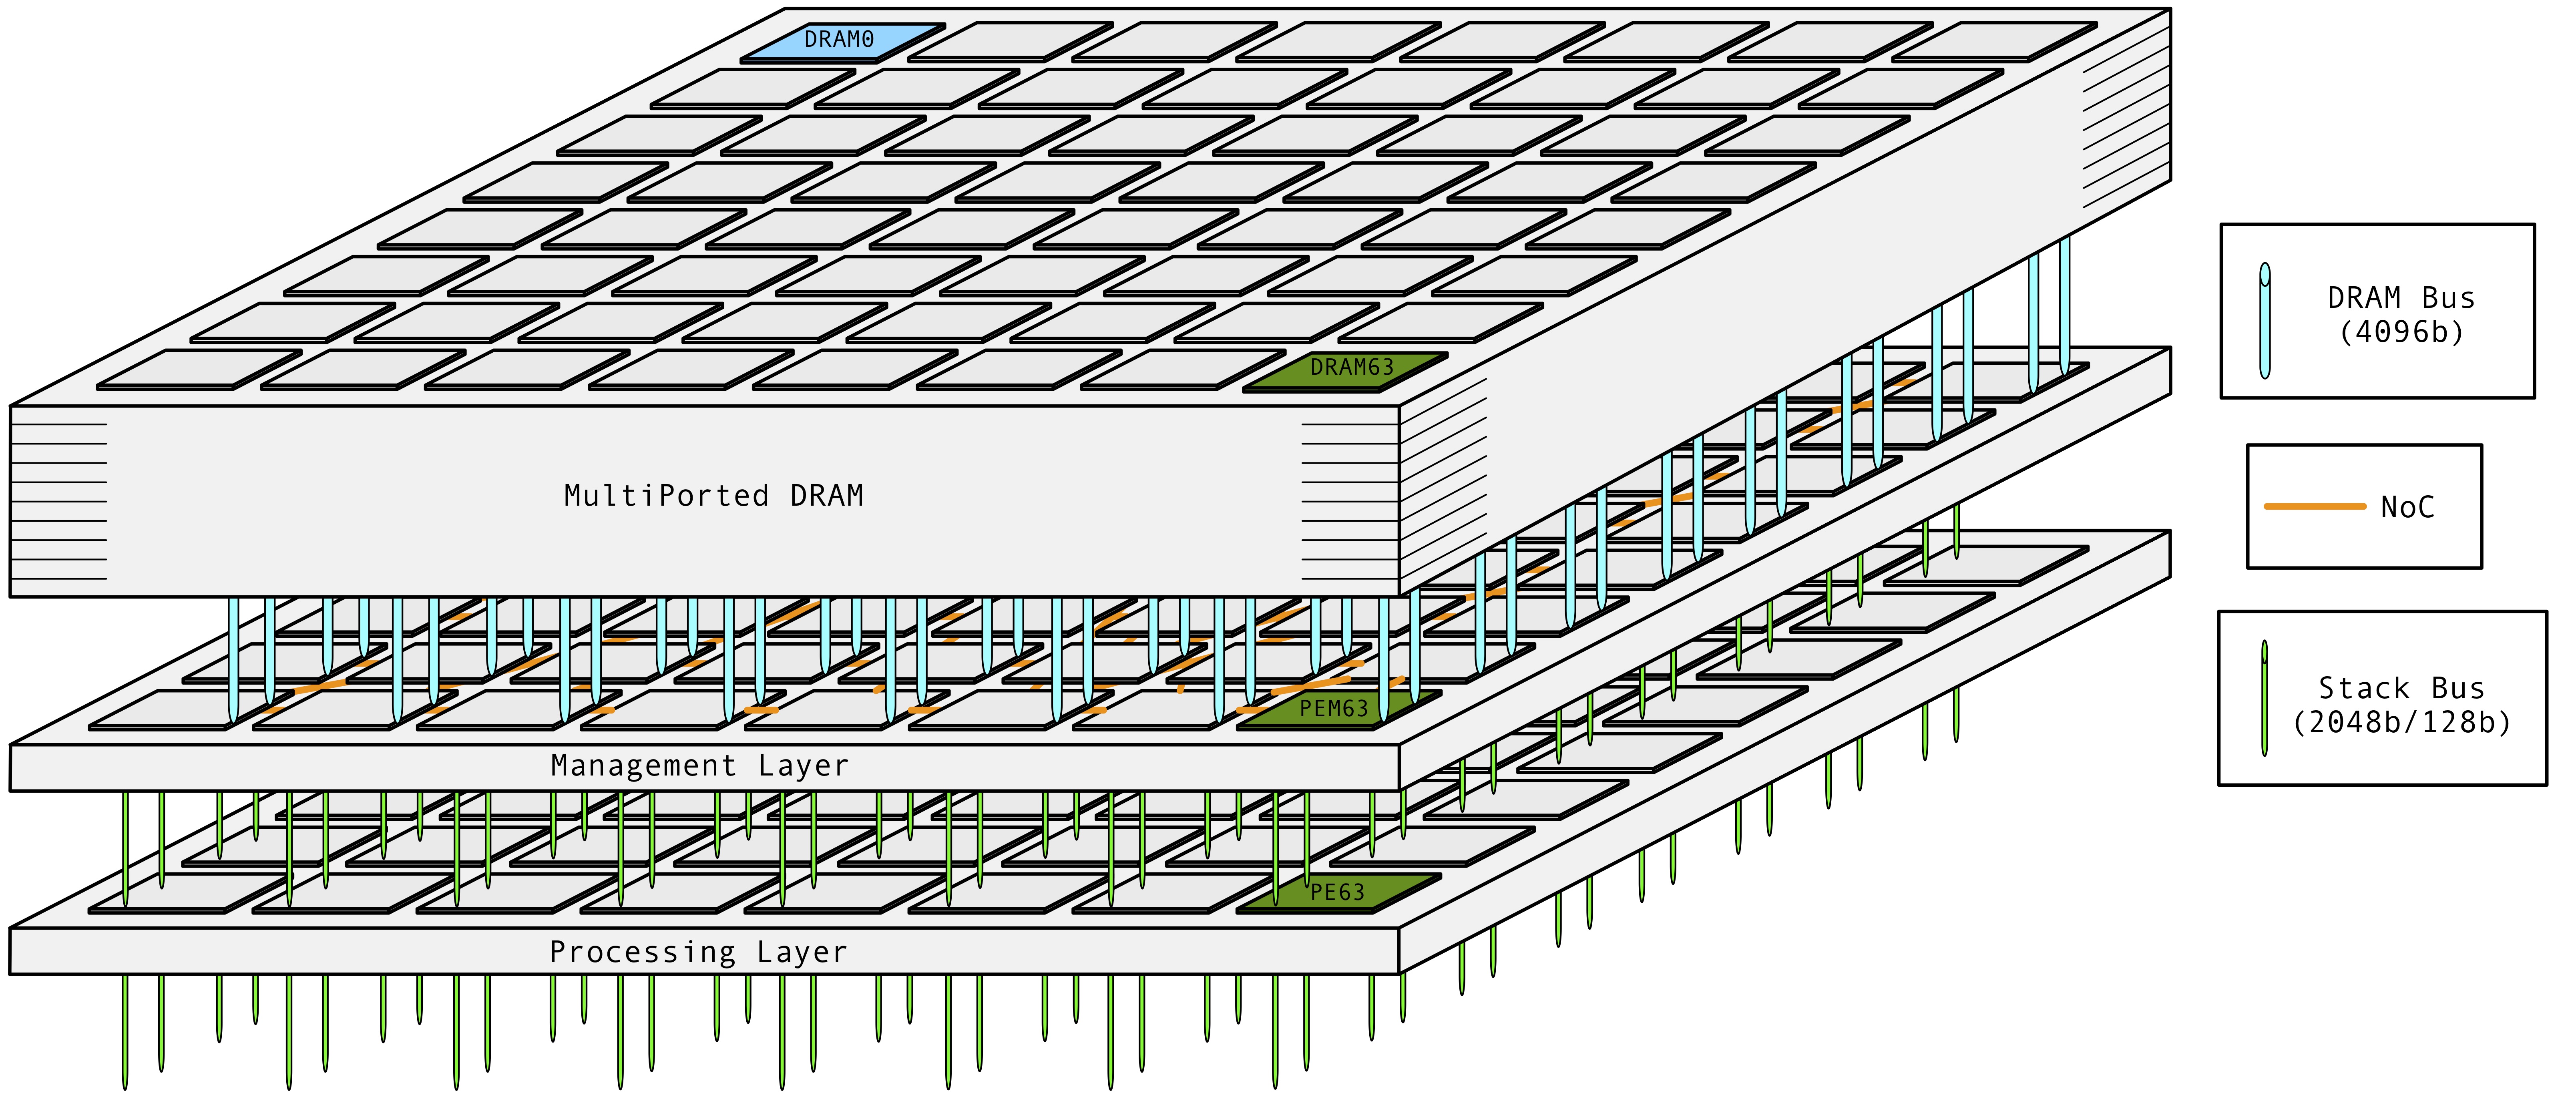 DRAM0
DRAM63
MultiPorted DRAM
DRAM Bus
(4096b)
NoC
Stack Bus
(2048b/128b)
PEM63
Management Layer
PE63
Processing Layer